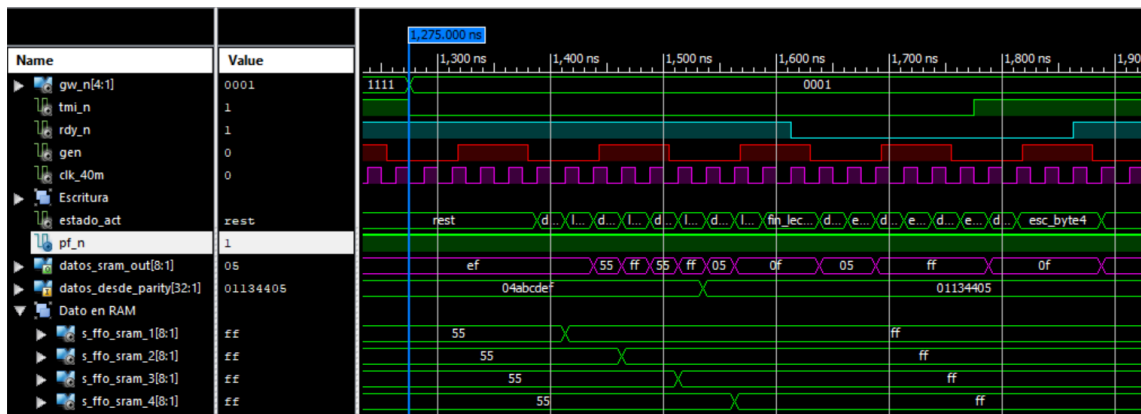 1,275.000 ns
Name Value 1,300 ns 1,400 ns 1,500 ns 1,600 ns 1,700 ns 1,800 ns 1,90
gw_n[4:1] 0001 1111 0001
tmi_n 1
rdy_n 1
gen 0
clk_40m 0
Escritura
estado_act rest rest d... l... d... l... d... l... d... l... fin_lec... d... e... d... e... d... e... d... esc_byte4
pf_n 1
datos_sram_out[8:1] 05 ef 55 ff 55 ff 05 0f 05 ff 0f
datos_desde_parity[32:1] 01134405 04abcdef 01134405
Dato en RAM
s_ffo_sram_1[8:1] ff 55 ff
s_ffo_sram_2[8:1] ff 55 ff
s_ffo_sram_3[8:1] ff 55 ff
s_ffo_sram_4[8:1] ff 55 ff